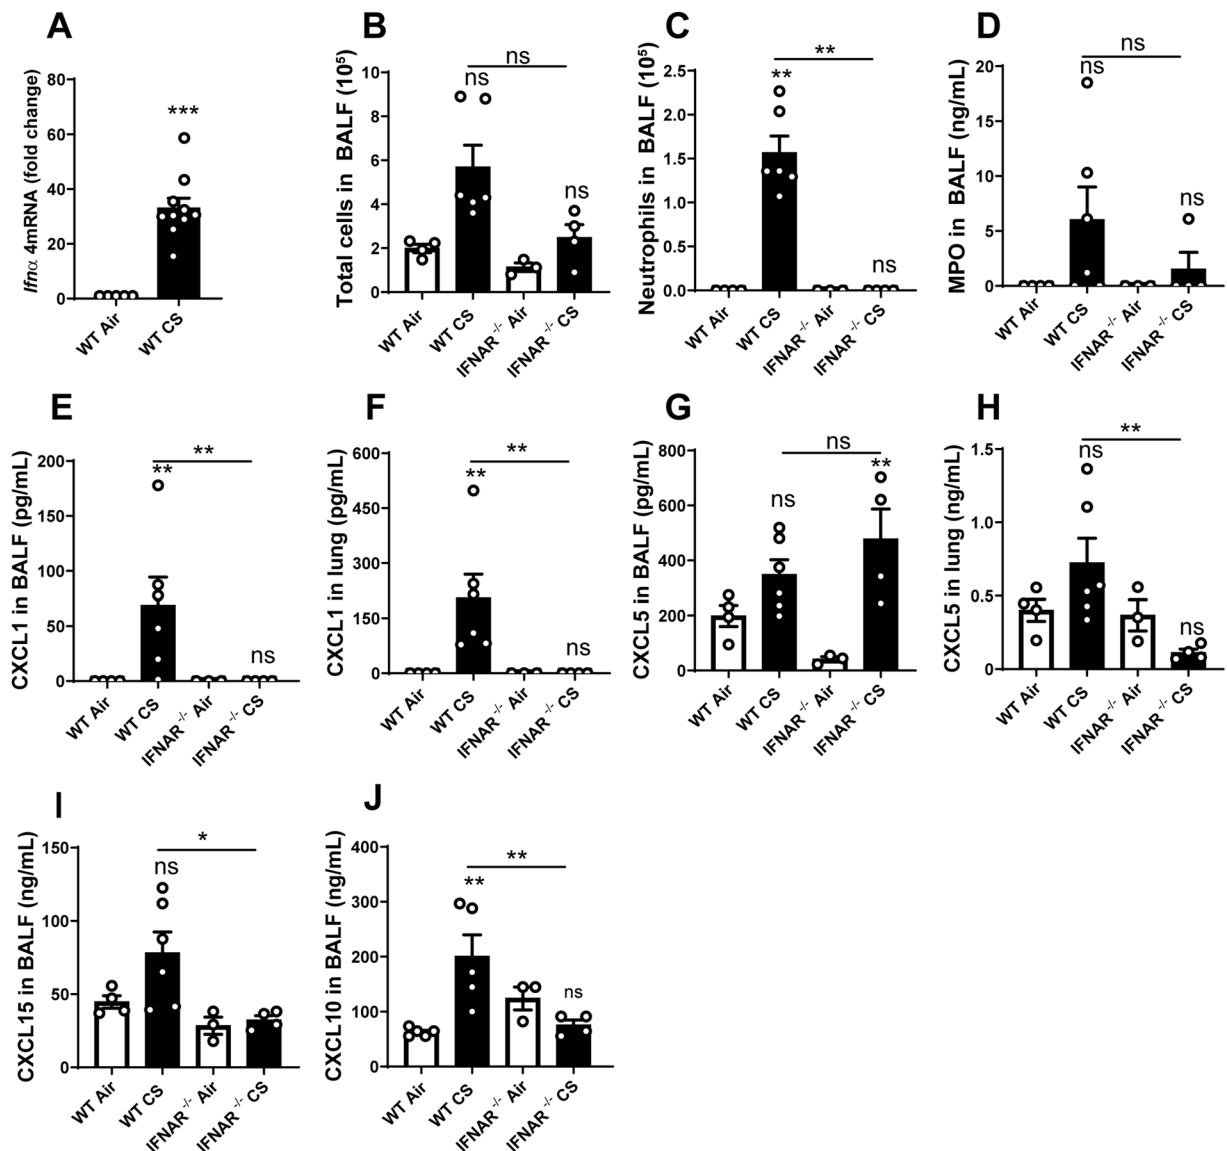 A
Ifnα 4mRNA (fold change)
80
60
40
20
0
***
WT Air
WT CS
B
Total cells in BALF (10⁵)
10
8
6
4
2
0
ns
ns
ns
WT Air
WT CS
IFNAR⁻/⁻ Air
IFNAR⁻/⁻ CS
C
Neutrophils in BALF (10⁵)
2.5
2.0
1.5
1.0
0.5
0.0
**
**
ns
WT Air
WT CS
IFNAR⁻/⁻ Air
IFNAR⁻/⁻ CS
D
MPO in BALF (ng/mL)
20
15
10
5
0
ns
ns
ns
WT Air
WT CS
IFNAR⁻/⁻ Air
IFNAR⁻/⁻ CS
E
CXCL1 in BALF (pg/mL)
200
150
100
50
0
**
**
ns
WT Air
WT CS
IFNAR⁻/⁻ Air
IFNAR⁻/⁻ CS
F
CXCL1 in lung (pg/mL)
600
450
300
150
0
**
**
ns
WT Air
WT CS
IFNAR⁻/⁻ Air
IFNAR⁻/⁻ CS
G
CXCL5 in BALF (pg/mL)
800
600
400
200
0
ns
**
ns
WT Air
WT CS
IFNAR⁻/⁻ Air
IFNAR⁻/⁻ CS
H
CXCL5 in lung (ng/mL)
1.5
1.0
0.5
0
**
ns
ns
WT Air
WT CS
IFNAR⁻/⁻ Air
IFNAR⁻/⁻ CS
I
CXCL15 in BALF (ng/mL)
150
100
50
0
*
ns
WT Air
WT CS
IFNAR⁻/⁻ Air
IFNAR⁻/⁻ CS
J
CXCL10 in BALF (ng/mL)
400
300
200
100
0
**
**
ns
WT Air
WT CS
IFNAR⁻/⁻ Air
IFNAR⁻/⁻ CS